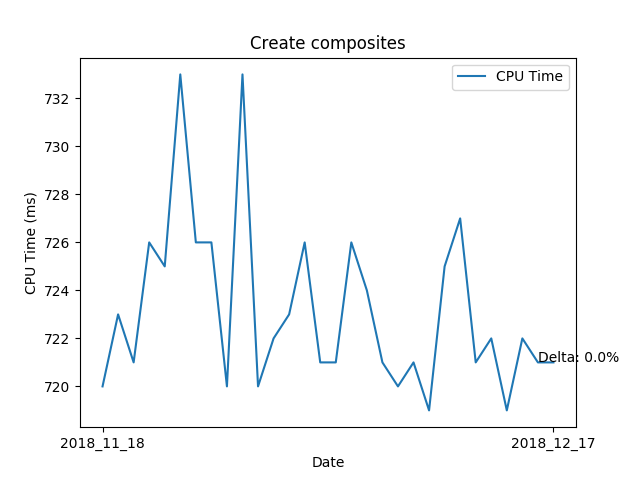 Create composites
CPU Time
732
730
728
726
724
722
720
CPU Time (ms)
Delta: 0.0%
2018_11_18
2018_12_17
Date